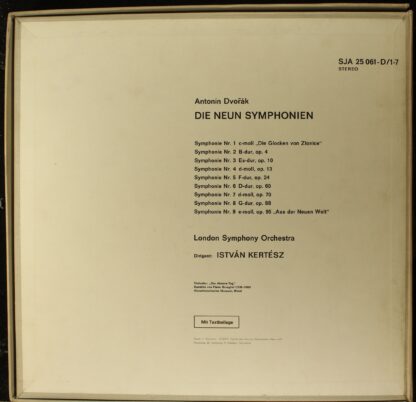 SJA 25 061-D/1-7
STEREO
Antonin Dvořák
DIE NEUN SYMPHONIEN
Symphonie Nr. 1 c-moll „Die Glocken von Zlonice“
Symphonie Nr. 2 B-dur, op. 4
Symphonie Nr. 3 Es-dur, op. 10
Symphonie Nr. 4 d-moll, op. 13
Symphonie Nr. 5 F-dur, op. 24
Symphonie Nr. 6 D-dur, op. 60
Symphonie Nr. 7 d-moll, op. 70
Symphonie Nr. 8 G-dur, op. 88
Symphonie Nr. 9 e-moll, op. 95 „Aus der Neuen Welt“
London Symphony Orchestra
Dirigent: ISTVÁN KERTÉSZ
Mit Textbeilage